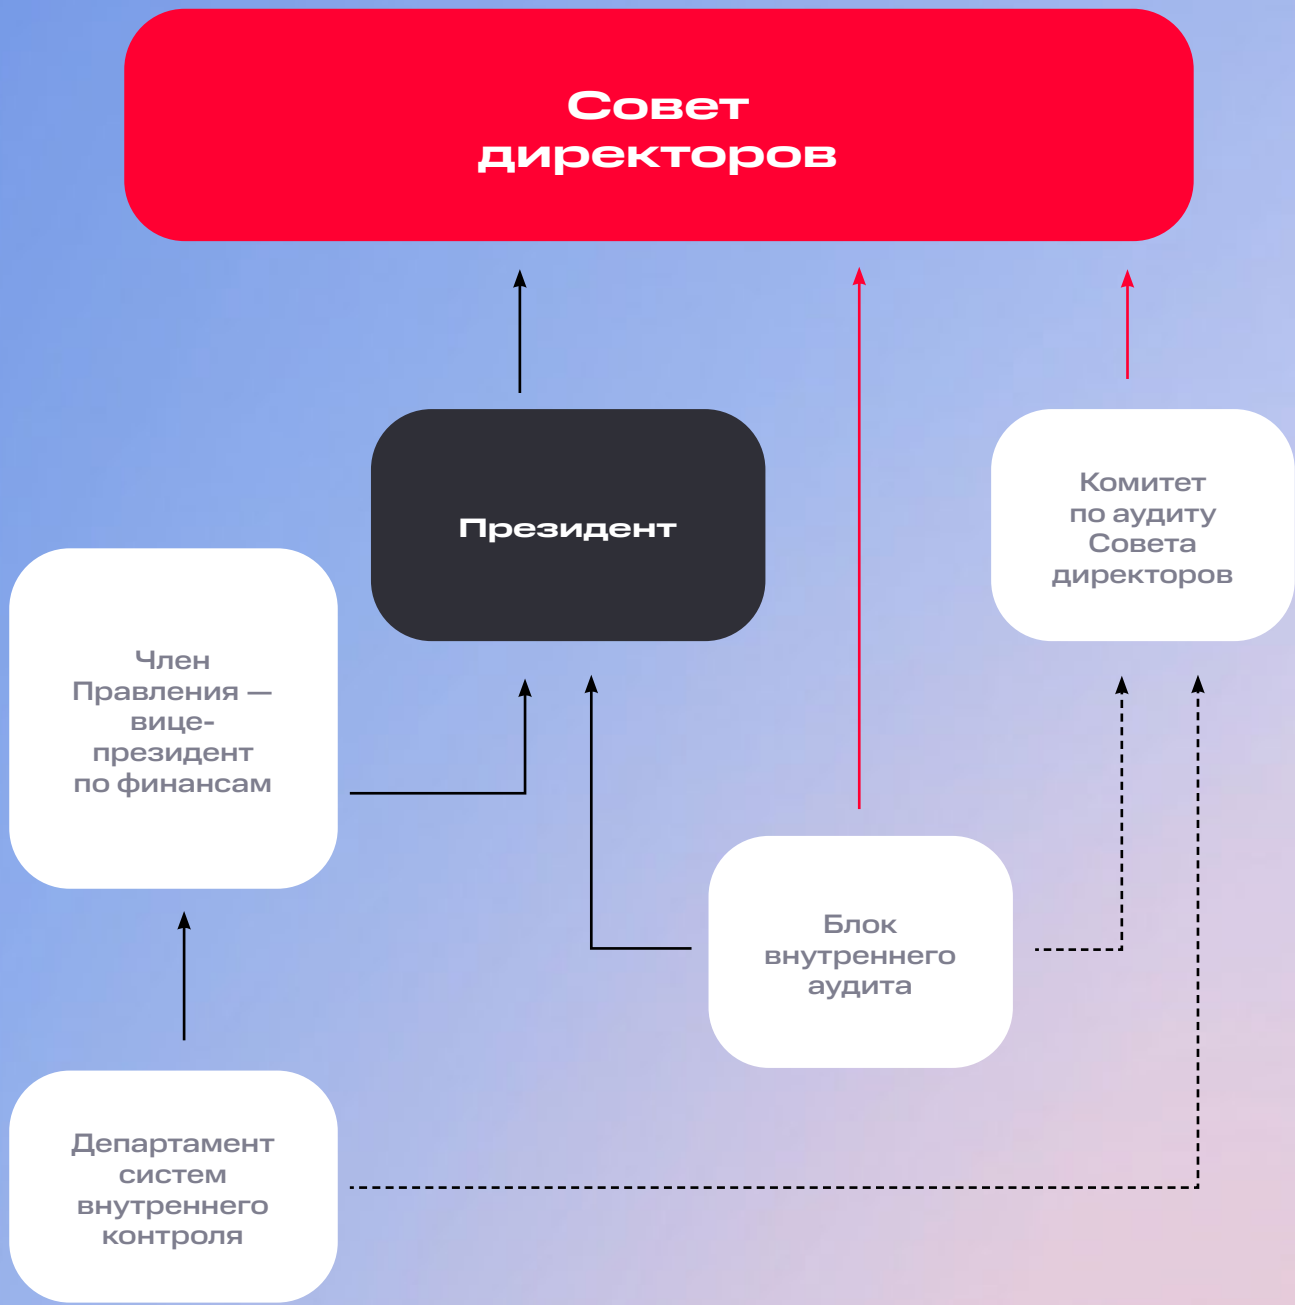 Совет
директоров
Президент
Комитет
по аудиту
Совета
директоров
Член
Правления —
вице-
президент
по финансам
Блок
внутреннего
аудита
Департамент
систем
внутреннего
контроля